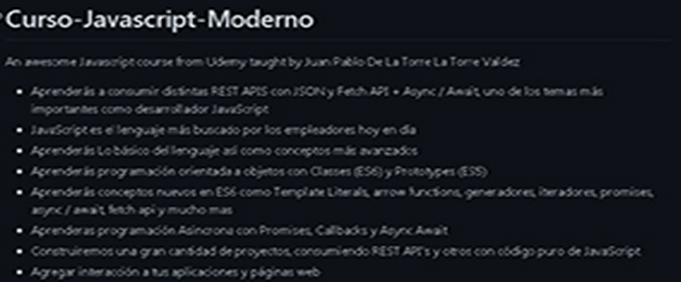 Curso-Javascript-Moderno
An awesome Javascript course from Udemy taught by Juan Pablo De La Torre La Torre Valdez
Aprenderás a consumir distintas REST APIS con JSON y Fetch API + Async / Await, uno de los temas más
importantes como desarrollador JavaScript
JavaScript es el lenguaje más buscado por los empleadores hoy en día
Aprenderás Lo básico del lenguaje así como conceptos más avanzados
Aprenderás programación orientada a objetos con Classes (ES6) y Prototypes (ES5)
Aprenderás conceptos nuevos en ES6 como Template Literals, arrow functions, generadores, iteradores, promises,
async / await, fetch api y mucho mas
Aprenderas programación Asincrona con Promises, Callbacks y Async Await
Construiremos una gran cantidad de proyectos, consumiendo REST API's y otros con código puro de JavaScript
Agregar interacción a tus aplicaciones y páginas web